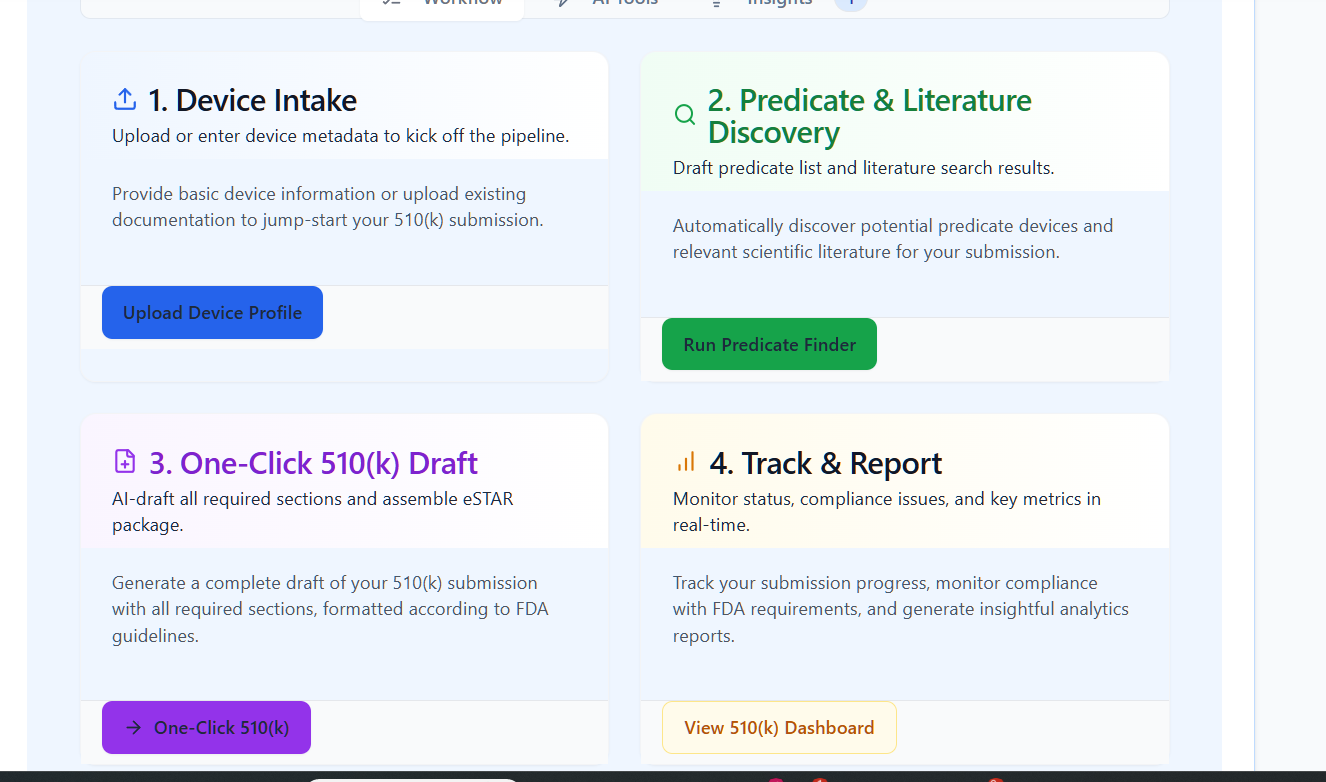 Workflow
AI Tools
Insights
1. Device Intake
Upload or enter device metadata to kick off the pipeline.
Provide basic device information or upload existing
documentation to jump-start your 510(k) submission.
Upload Device Profile
2. Predicate & Literature
Discovery
Draft predicate list and literature search results.
Automatically discover potential predicate devices and
relevant scientific literature for your submission.
Run Predicate Finder
3. One-Click 510(k) Draft
AI-draft all required sections and assemble eSTAR
package.
Generate a complete draft of your 510(k) submission
with all required sections, formatted according to FDA
guidelines.
One-Click 510(k)
4. Track & Report
Monitor status, compliance issues, and key metrics in
real-time.
Track your submission progress, monitor compliance
with FDA requirements, and generate insightful analytics
reports.
View 510(k) Dashboard